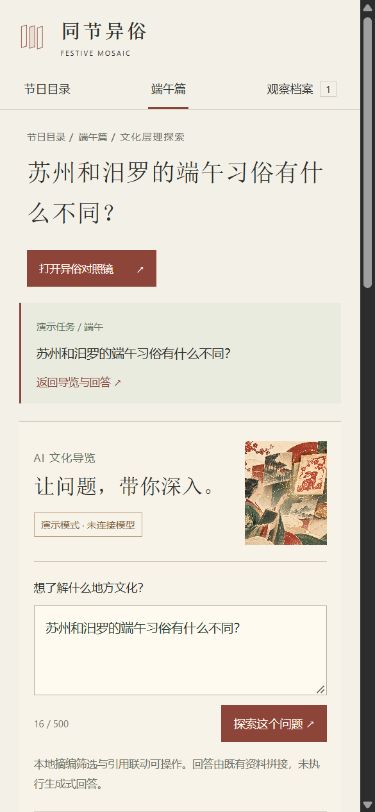 同节异俗
FESTIVE MOSAIC
节日目录
端午篇
观察档案 1
节日目录 / 端午篇 / 文化层理探索
苏州和汨罗的端午习俗有什
么不同？
打开异俗对照镜 ↗
演示任务 / 端午
苏州和汨罗的端午习俗有什么不同？
返回导览与回答 ↗
AI 文化导览
让问题，带你深入。
演示模式 · 未连接模型
想了解什么地方文化？
苏州和汨罗的端午习俗有什么不同？
16 / 500
探索这个问题 ↗
本地摘编筛选与引用联动可操作。回答由既有资料拼接，未执
行生成式回答。